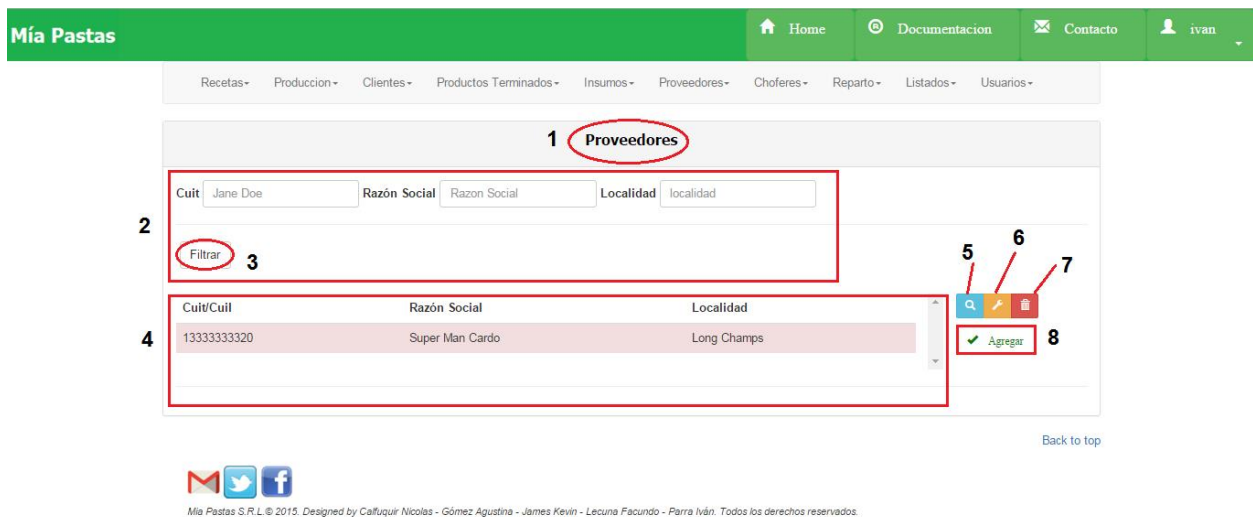 Mía Pastas Home Documentacion Contacto ivan
Recetas Produccion Clientes Productos Terminados Insumos Proveedores Choferes Reparto Listados Usuarios
1 Proveedores
Cuit Jane Doe Razón Social Razon Social Localidad localidad
2
Filtrar 3
5 6 7
Cuit/Cuil Razón Social Localidad
4 13333333320 Super Man Cardo Long Champs Agregar 8
Back to top
Mia Pastas S.R.L.© 2015. Designed by Calfuquir Nicolas - Gómez Agustina - James Kevin - Lecuna Facundo - Parra Iván. Todos los derechos reservados.